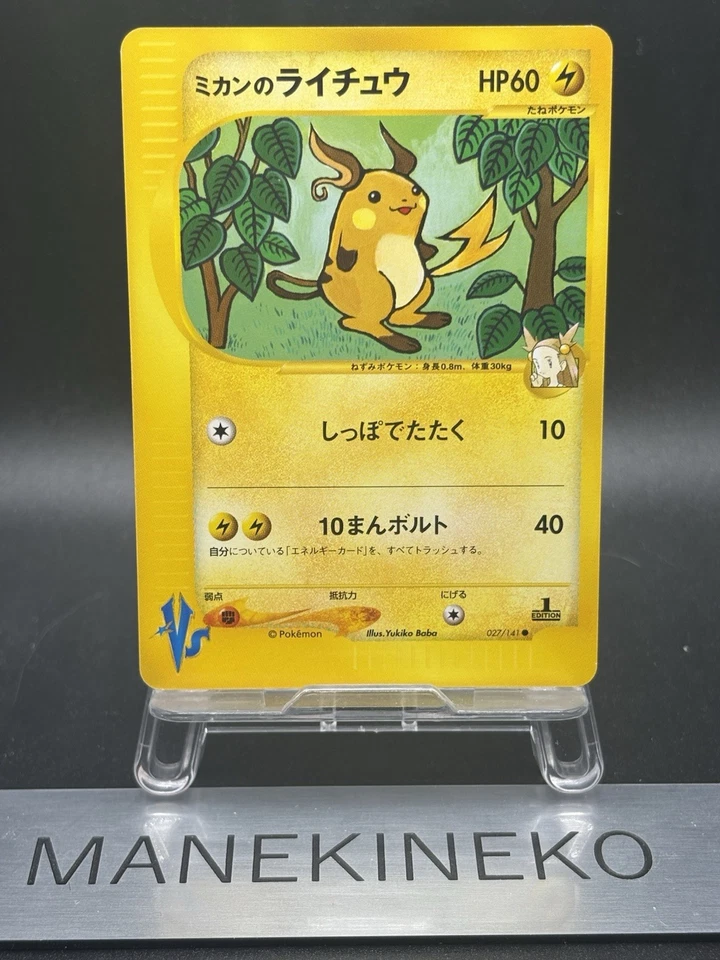 ミカンのライチュウ HP60
たねポケモン
ねずみポケモン：身長0.8m、体重30kg
しっぽでたたく 10
10まんボルト 40
自分についている「エネルギーカード」を、すべてトラッシュする。
弱点 抵抗力 にげる
1
EDITION
Vs
© Pokémon Illus.Yukiko Baba 027/141●
MANEKINEKO